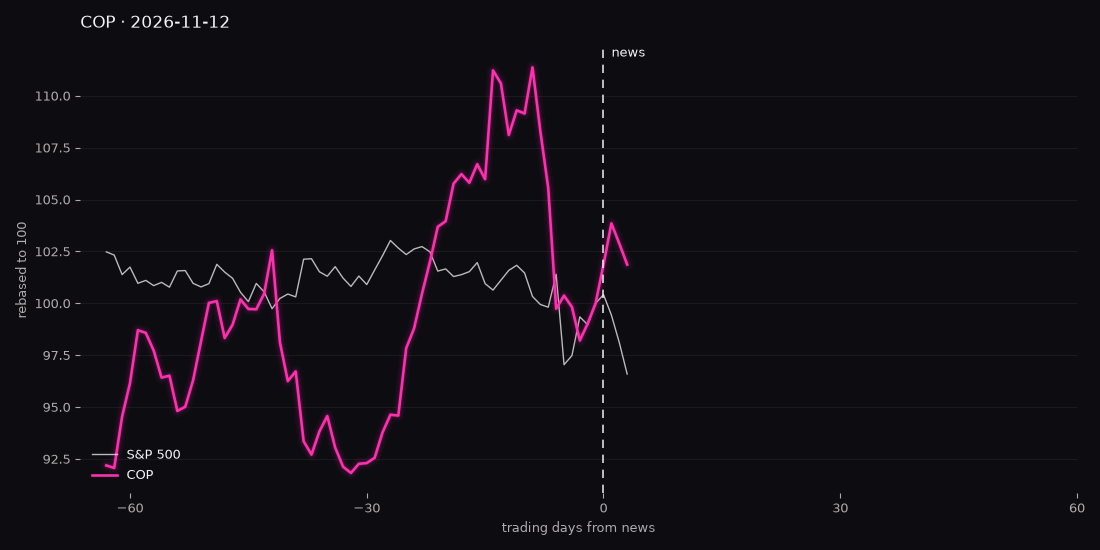 COP · 2026-11-12
news
110.0
107.5
105.0
102.5
100.0
97.5
95.0
92.5
rebased to 100
S&P 500
COP
−60
−30
0
30
60
trading days from news